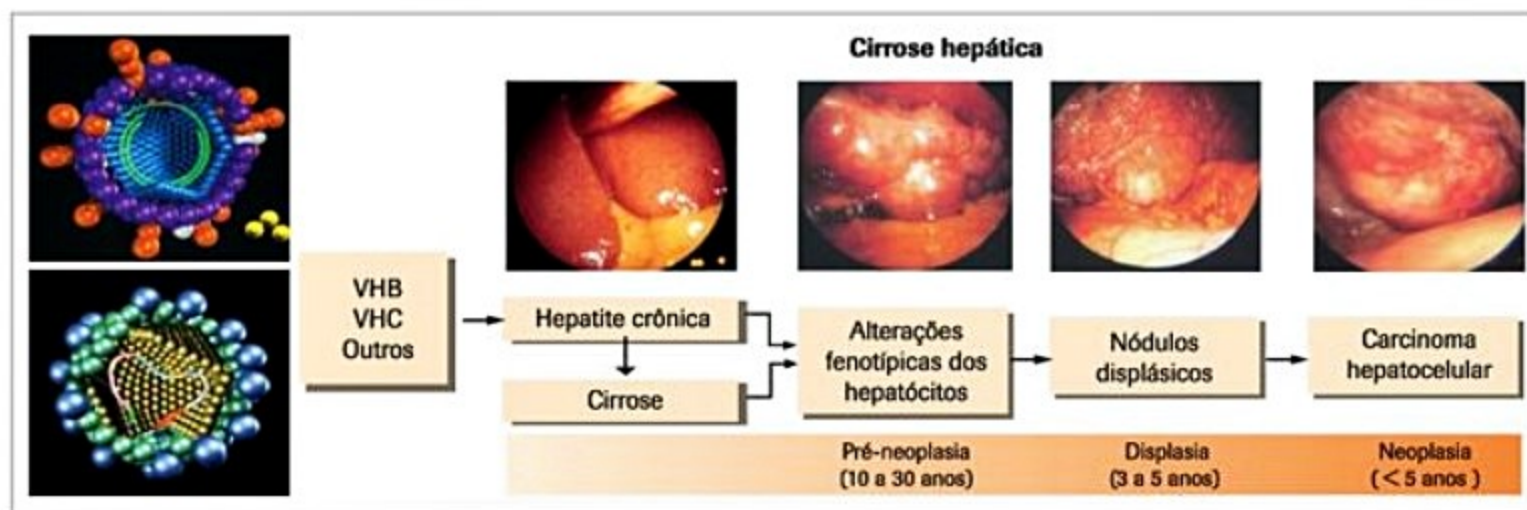 Cirrose hepática
VHB
VHC
Outros
Hepatite crônica
Cirrose
Alterações
fenotípicas dos
hepatócitos
Nódulos
displásicos
Carcinoma
hepatocelular
Pré-neoplasia
(10 a 30 anos)
Displasia
(3 a 5 anos)
Neoplasia
( < 5 anos )